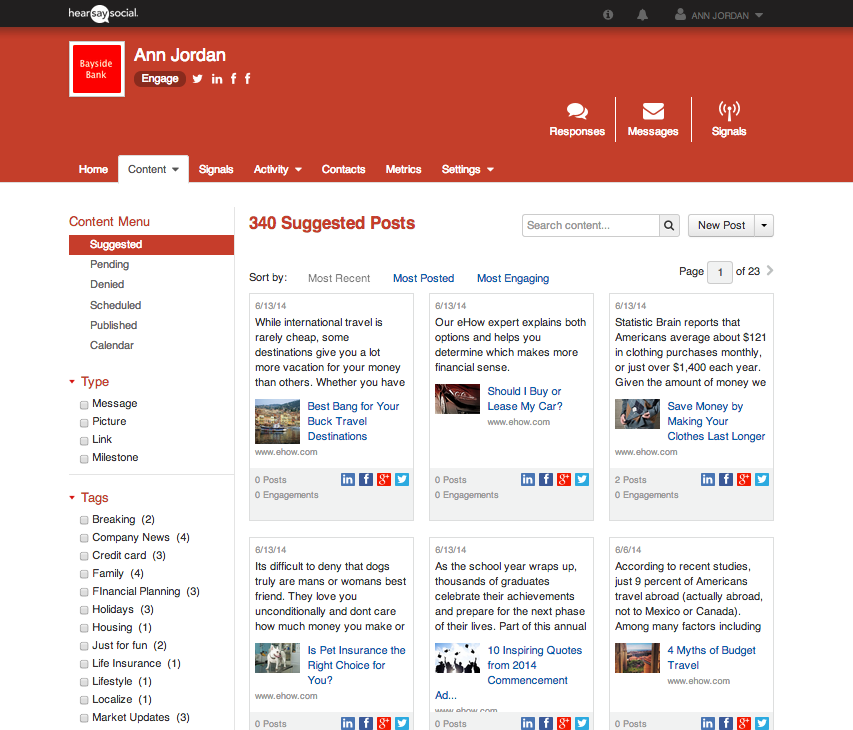 hearsaysocial.
ANN JORDAN
Bayside
Bank
Ann Jordan
Engage
Responses
Messages
Signals
Home
Content
Signals
Activity
Contacts
Metrics
Settings
Content Menu
Suggested
Pending
Denied
Scheduled
Published
Calendar
Type
Message
Picture
Link
Milestone
Tags
Breaking (2)
Company News (4)
Credit card (3)
Family (4)
FInancial Planning (3)
Holidays (3)
Housing (1)
Just for fun (2)
Life Insurance (1)
Lifestyle (1)
Localize (1)
Market Updates (3)
340 Suggested Posts
Search content...
New Post
Sort by:
Most Recent
Most Posted
Most Engaging
Page 1 of 23
6/13/14
While international travel is
rarely cheap, some
destinations give you a lot
more vacation for your money
than others. Whether you have
Best Bang for Your
Buck Travel
Destinations
www.ehow.com
0 Posts
0 Engagements
6/13/14
Our eHow expert explains both
options and helps you
determine which makes more
financial sense.
Should I Buy or
Lease My Car?
www.ehow.com
0 Posts
0 Engagements
6/13/14
Statistic Brain reports that
Americans average about $121
in clothing purchases monthly,
or just over $1,400 each year.
Given the amount of money we
Save Money by
Making Your
Clothes Last Longer
www.ehow.com
2 Posts
0 Engagements
6/13/14
Its difficult to deny that dogs
truly are mans or womans best
friend. They love you
unconditionally and dont care
how much money you make or
Is Pet Insurance the
Right Choice for
You?
www.ehow.com
0 Posts
6/13/14
As the school year wraps up,
thousands of graduates
celebrate their achievements
and prepare for the next phase
of their lives. Part of this annual
10 Inspiring Quotes
from 2014
Commencement
Ad...
www.ehow.com
0 Posts
6/6/14
According to recent studies,
just 9 percent of Americans
travel abroad (actually abroad,
not to Mexico or Canada).
Among many factors including
4 Myths of Budget
Travel
www.ehow.com
0 Posts